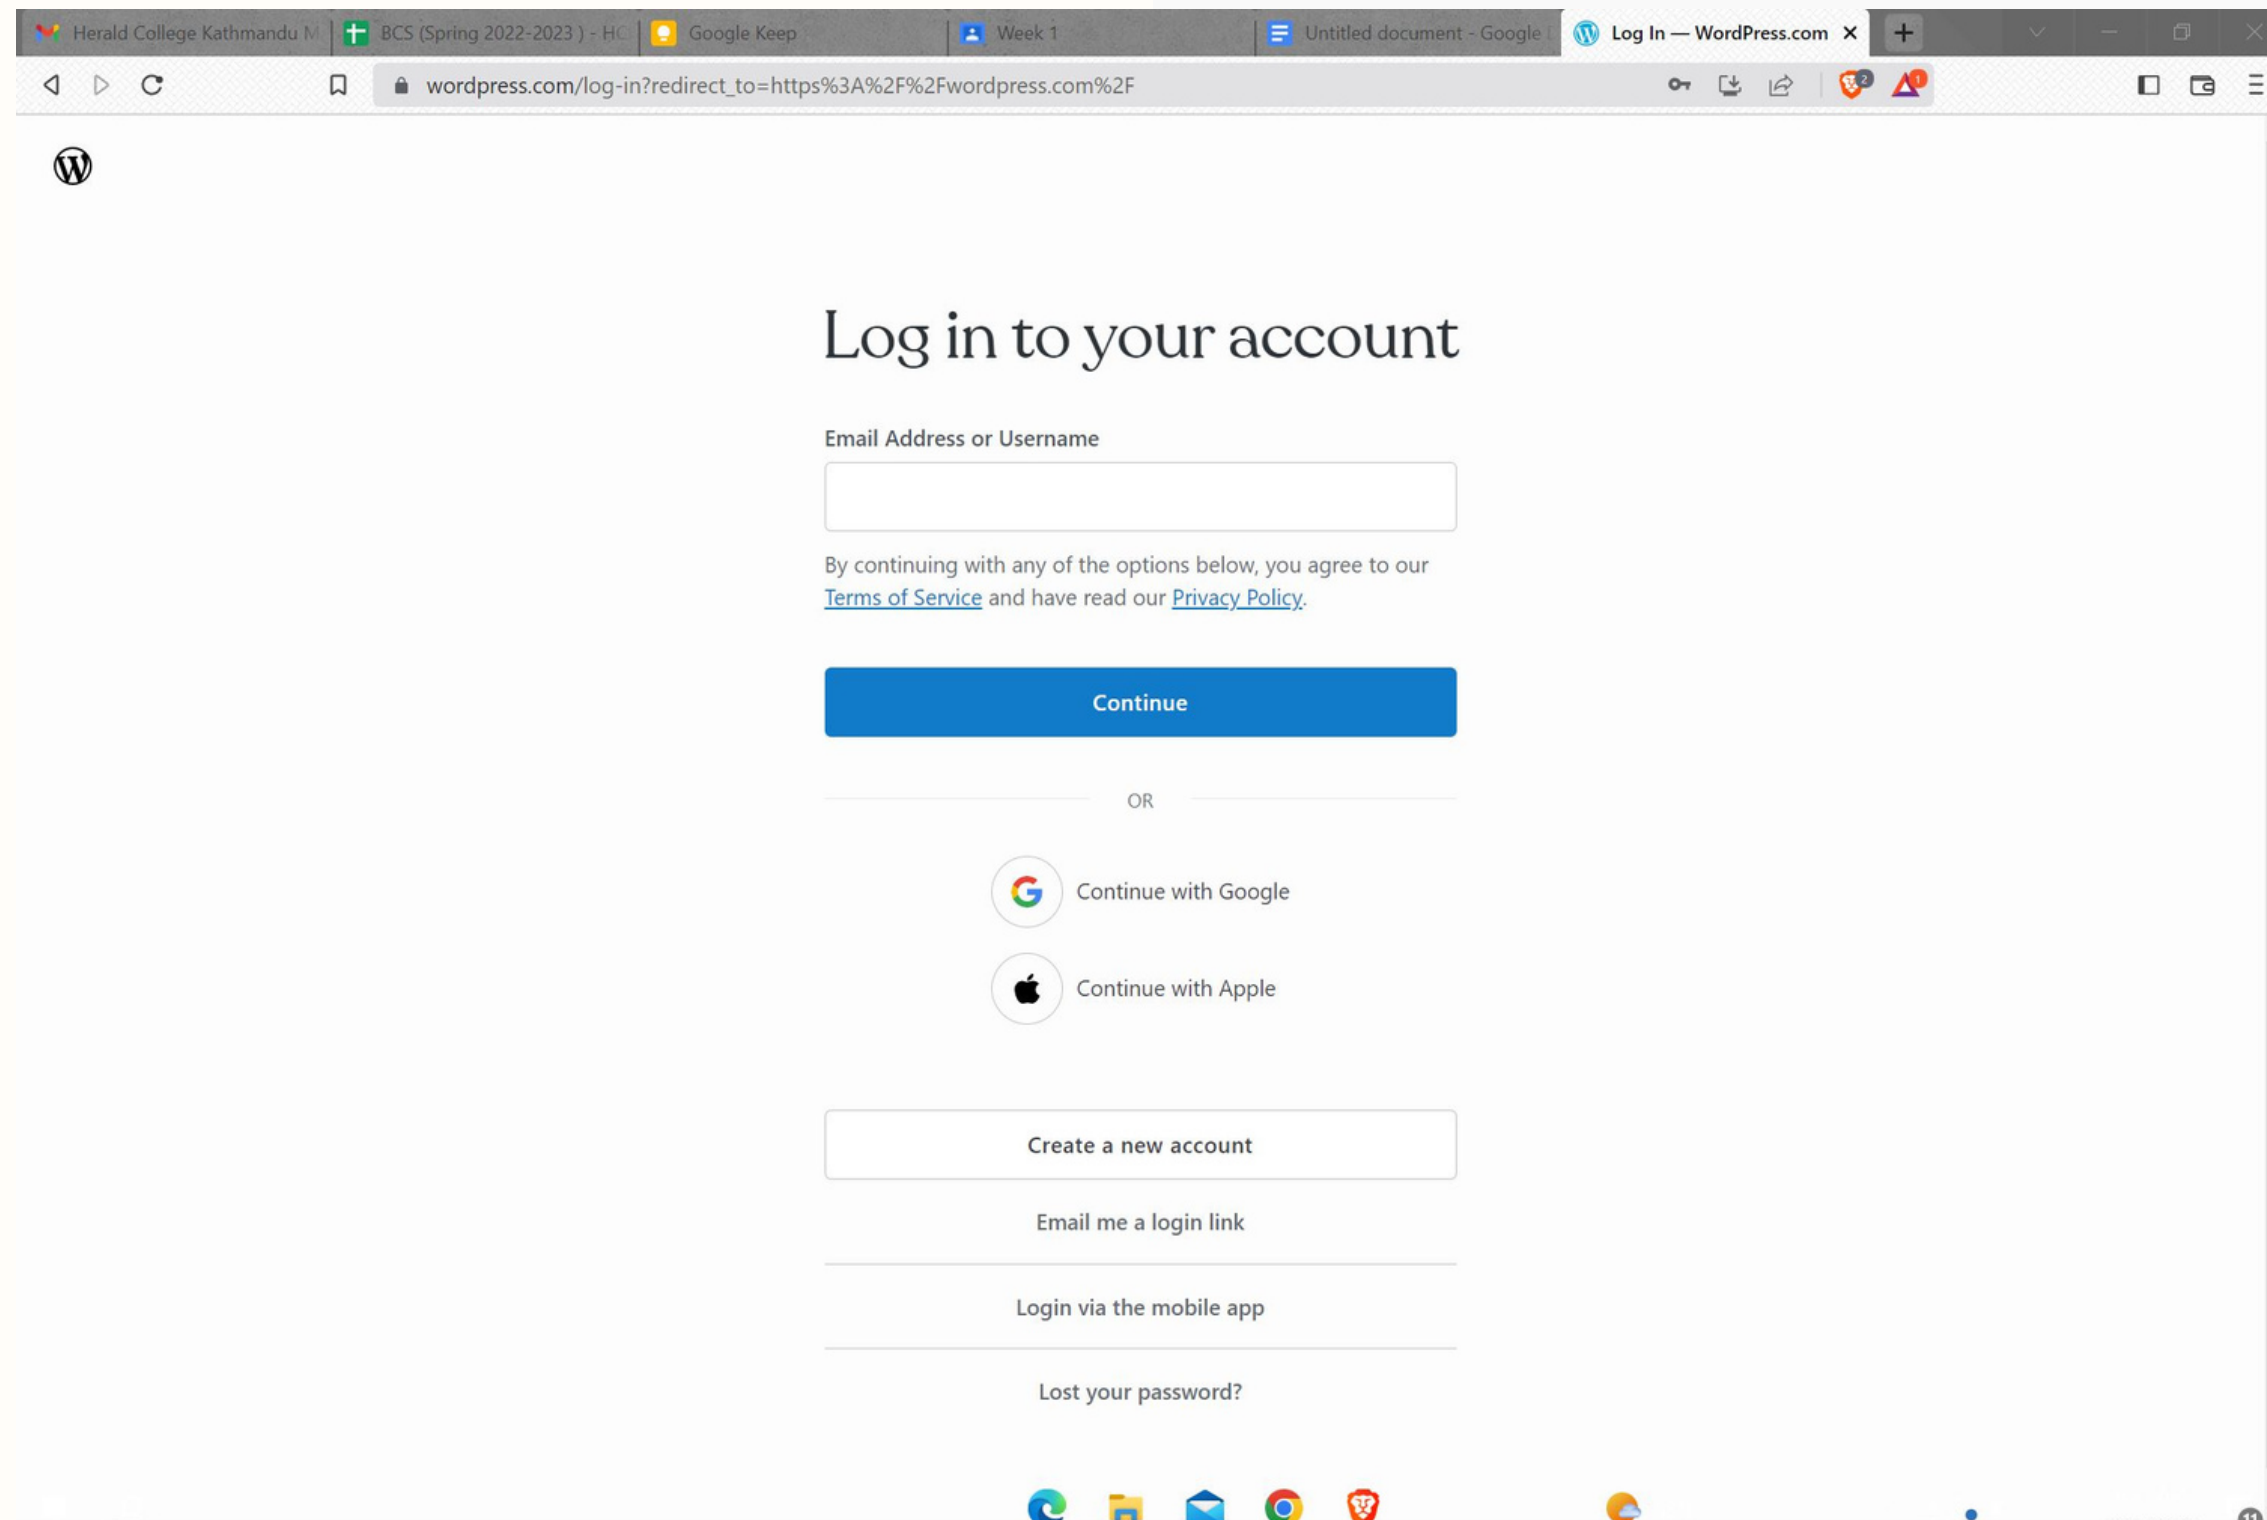 Herald College Kathmandu M
BCS (Spring 2022-2023 ) - HC
Google Keep
Week 1
Untitled document - Google
Log In — WordPress.com
wordpress.com/log-in?redirect_to=https%3A%2F%2Fwordpress.com%2F
2
1
Log in to your account
Email Address or Username
By continuing with any of the options below, you agree to our
Terms of Service and have read our Privacy Policy.
Continue
OR
Continue with Google
Continue with Apple
Create a new account
Email me a login link
Login via the mobile app
Lost your password?